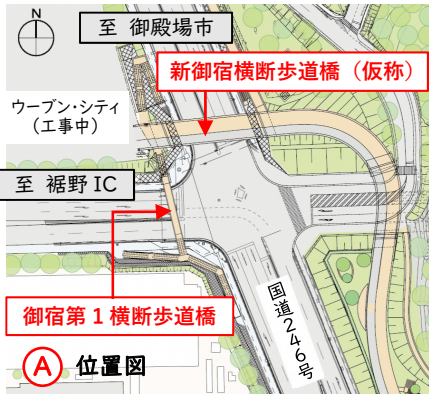 N
至 御殿場市
新御宿横断歩道橋（仮称）
ウーブン・シティ
（工事中）
至 裾野 IC
御宿第１横断歩道橋
国道246号
A 位置図